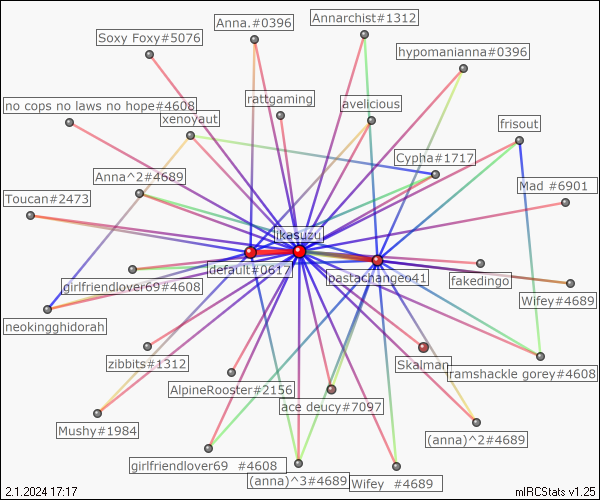 Annarchist#1312
Anna.#0396
Soxy Foxy#5076
hypomanianna#0396
rattgaming
avelicious
no cops no laws no hope#4608
xenoyaut
frisout
Cypha#1717
Anna^2#4689
Mad #6901
Toucan#2473
ikasuzu
default#0617
pastachangeo41
fakedingo
girlfriendlover69#4608
Wifey#4689
neokingghidorah
zibbits#1312
Skalman
ramshackle gorey#4608
AlpineRooster#2156
ace deucy#7097
Mushy#1984
(anna)^2#4689
girlfriendlover69 #4608
(anna)^3#4689
Wifey #4689
2.1.2024 17:17
mIRCStats v1.25